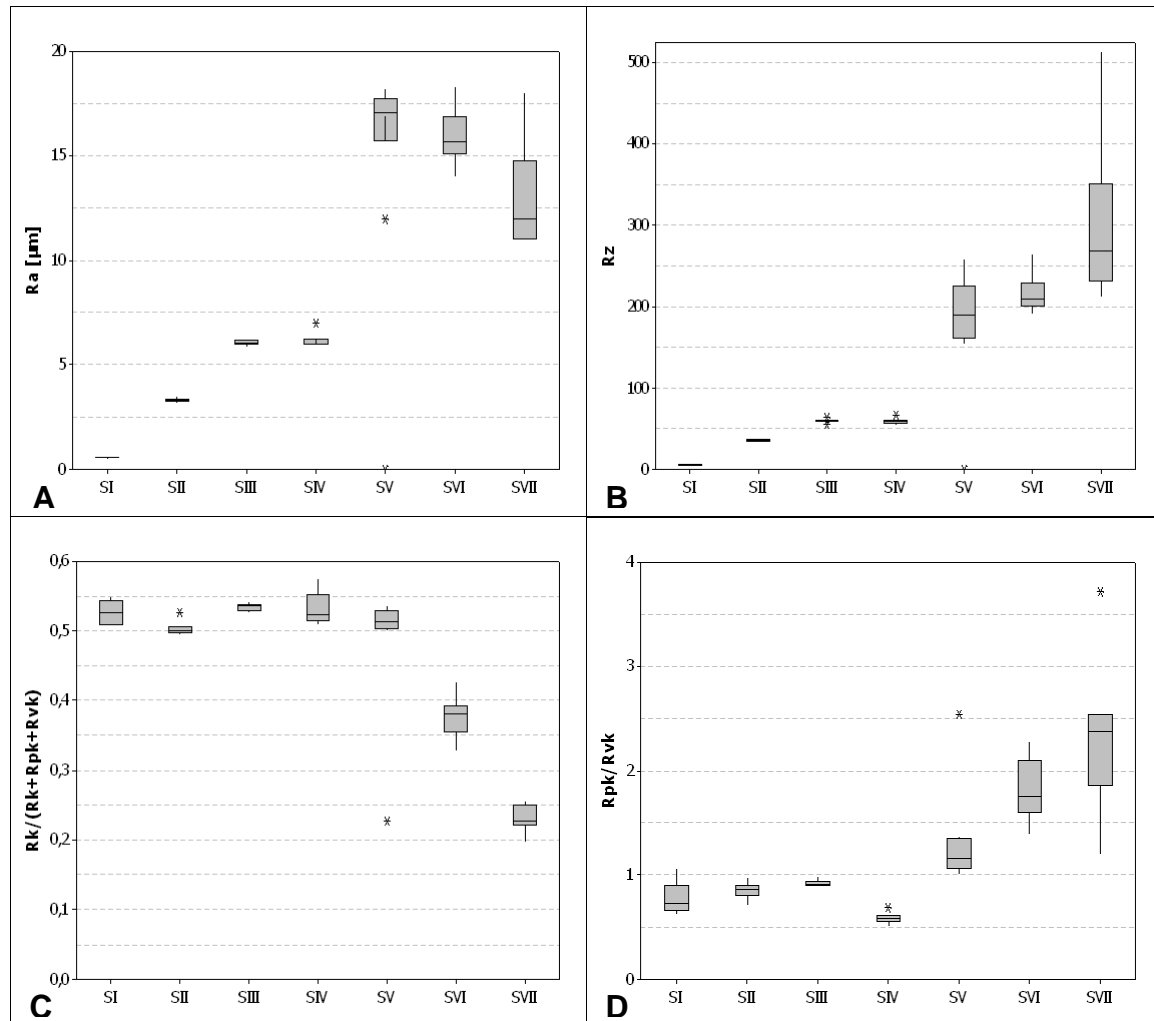 20
15
10
5
0
Ra [µm]
SI SII SIII SIV SV SVI SVII
A
500
400
300
200
100
0
Rz
SI SII SIII SIV SV SVI SVII
B
0,6
0,5
0,4
0,3
0,2
0,1
0,0
Rk/(Rk+Rpk+Rvk)
SI SII SIII SIV SV SVI SVII
C
4
3
2
1
0
Rpk/Rvk
SI SII SIII SIV SV SVI SVII
D